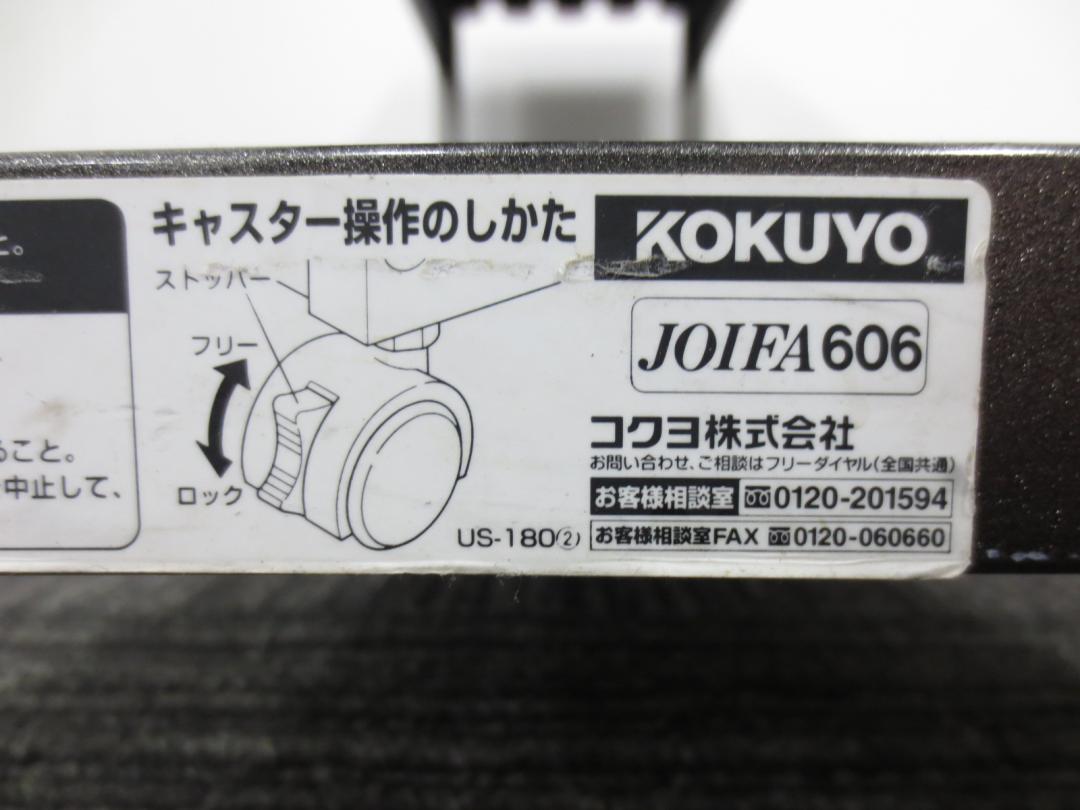 と。
ること。
中止して、
キャスター操作のしかた
ストッパー
フリー
ロック
US-180②
KOKUYO
JOIFA606
コクヨ株式会社
お問い合わせ、ご相談はフリーダイヤル(全国共通)
お客様相談室 0120-201594
お客様相談室FAX 0120-060660